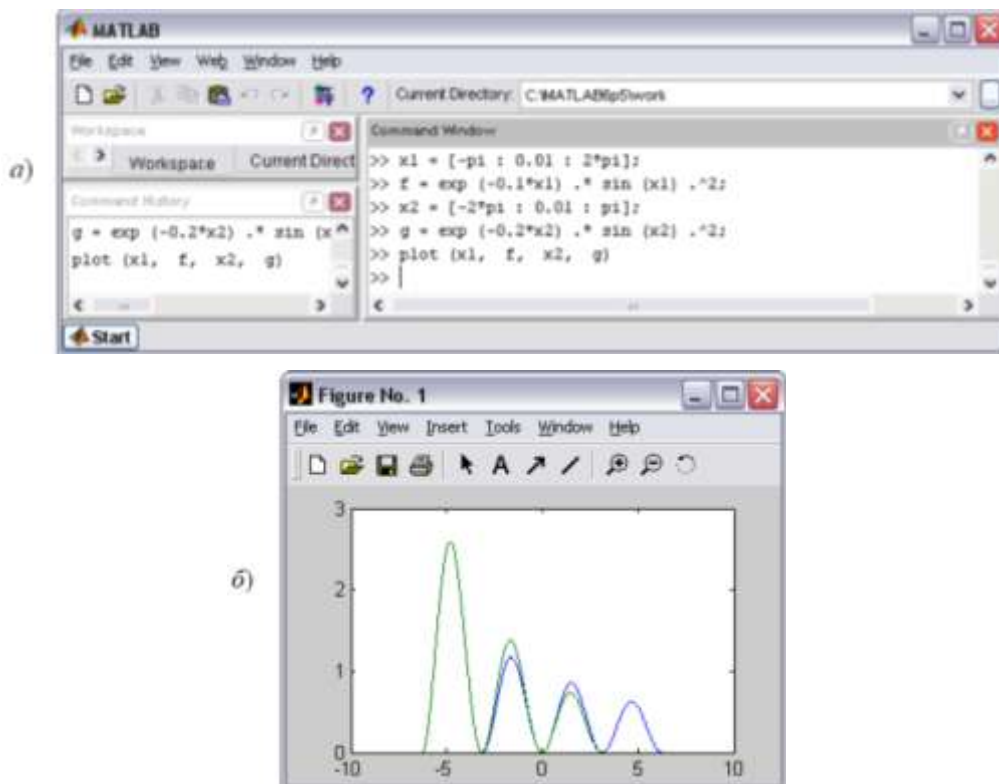 MATLAB
File Edit View Web Window Help
? Current Directory: C:\MATLAB6p5\work
Workspace
Workspace Current Direct
Command History
g = exp (-0.2*x2) .* sin (x
plot (x1, f, x2, g)
Command Window
>> x1 = [-pi : 0.01 : 2*pi];
>> f = exp (-0.1*x1) .* sin (x1) .^2;
>> x2 = [-2*pi : 0.01 : pi];
>> g = exp (-0.2*x2) .* sin (x2) .^2;
>> plot (x1, f, x2, g)
>>
Start
а)
Figure No. 1
File Edit View Insert Tools Window Help
A
3
2
1
0
-10 -5 0 5 10
б)